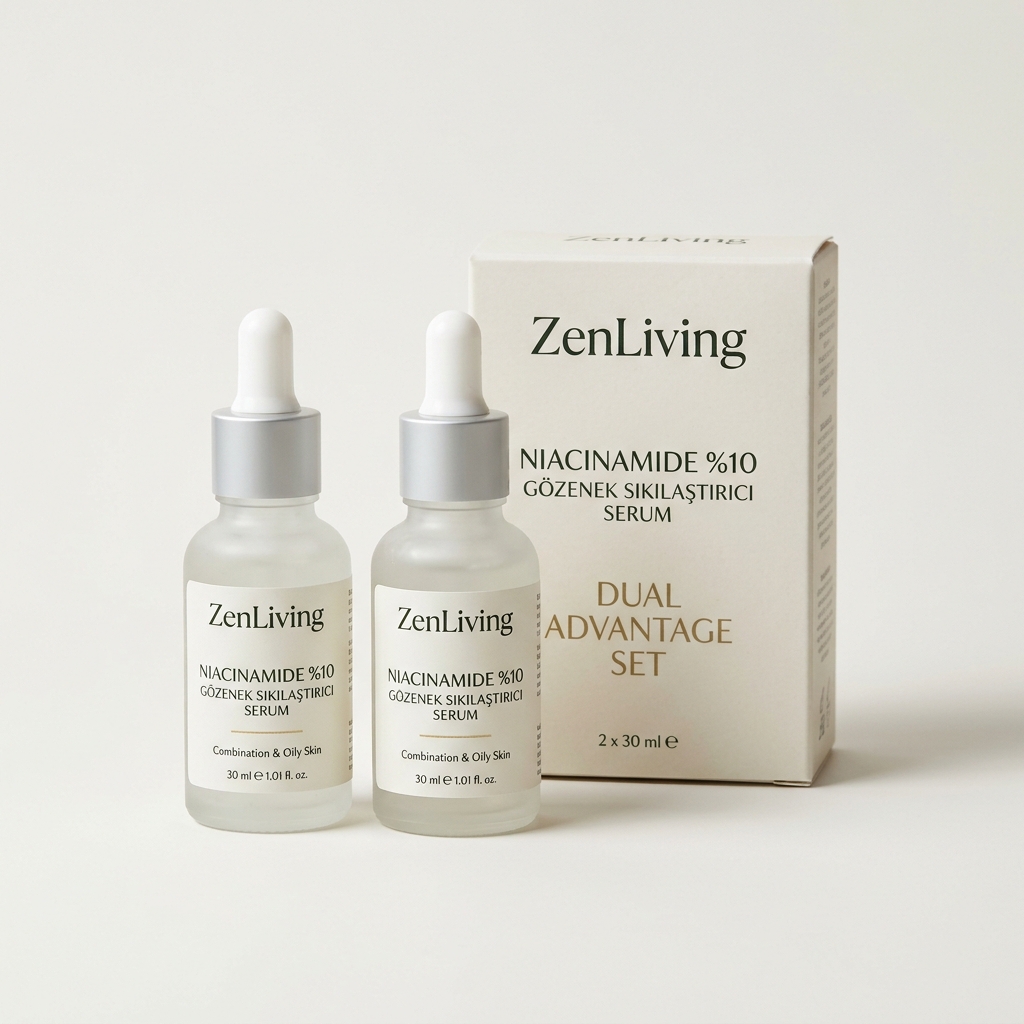 ZenLiving
ZenLiving
NIACINAMIDE %10
GÖZENEK SIKILAŞTIRICI
SERUM
DUAL
ADVANTAGE
SET
2 x 30 ml ℮
ZenLiving
NIACINAMIDE %10
GÖZENEK SIKILAŞTIRICI
SERUM
Combination & Oily Skin
30 ml ℮ 1.01 fl. oz.
ZenLiving
NIACINAMIDE %10
GÖZENEK SIKILAŞTIRICI
SERUM
Combination & Oily Skin
30 ml ℮ 1.01 fl. oz.